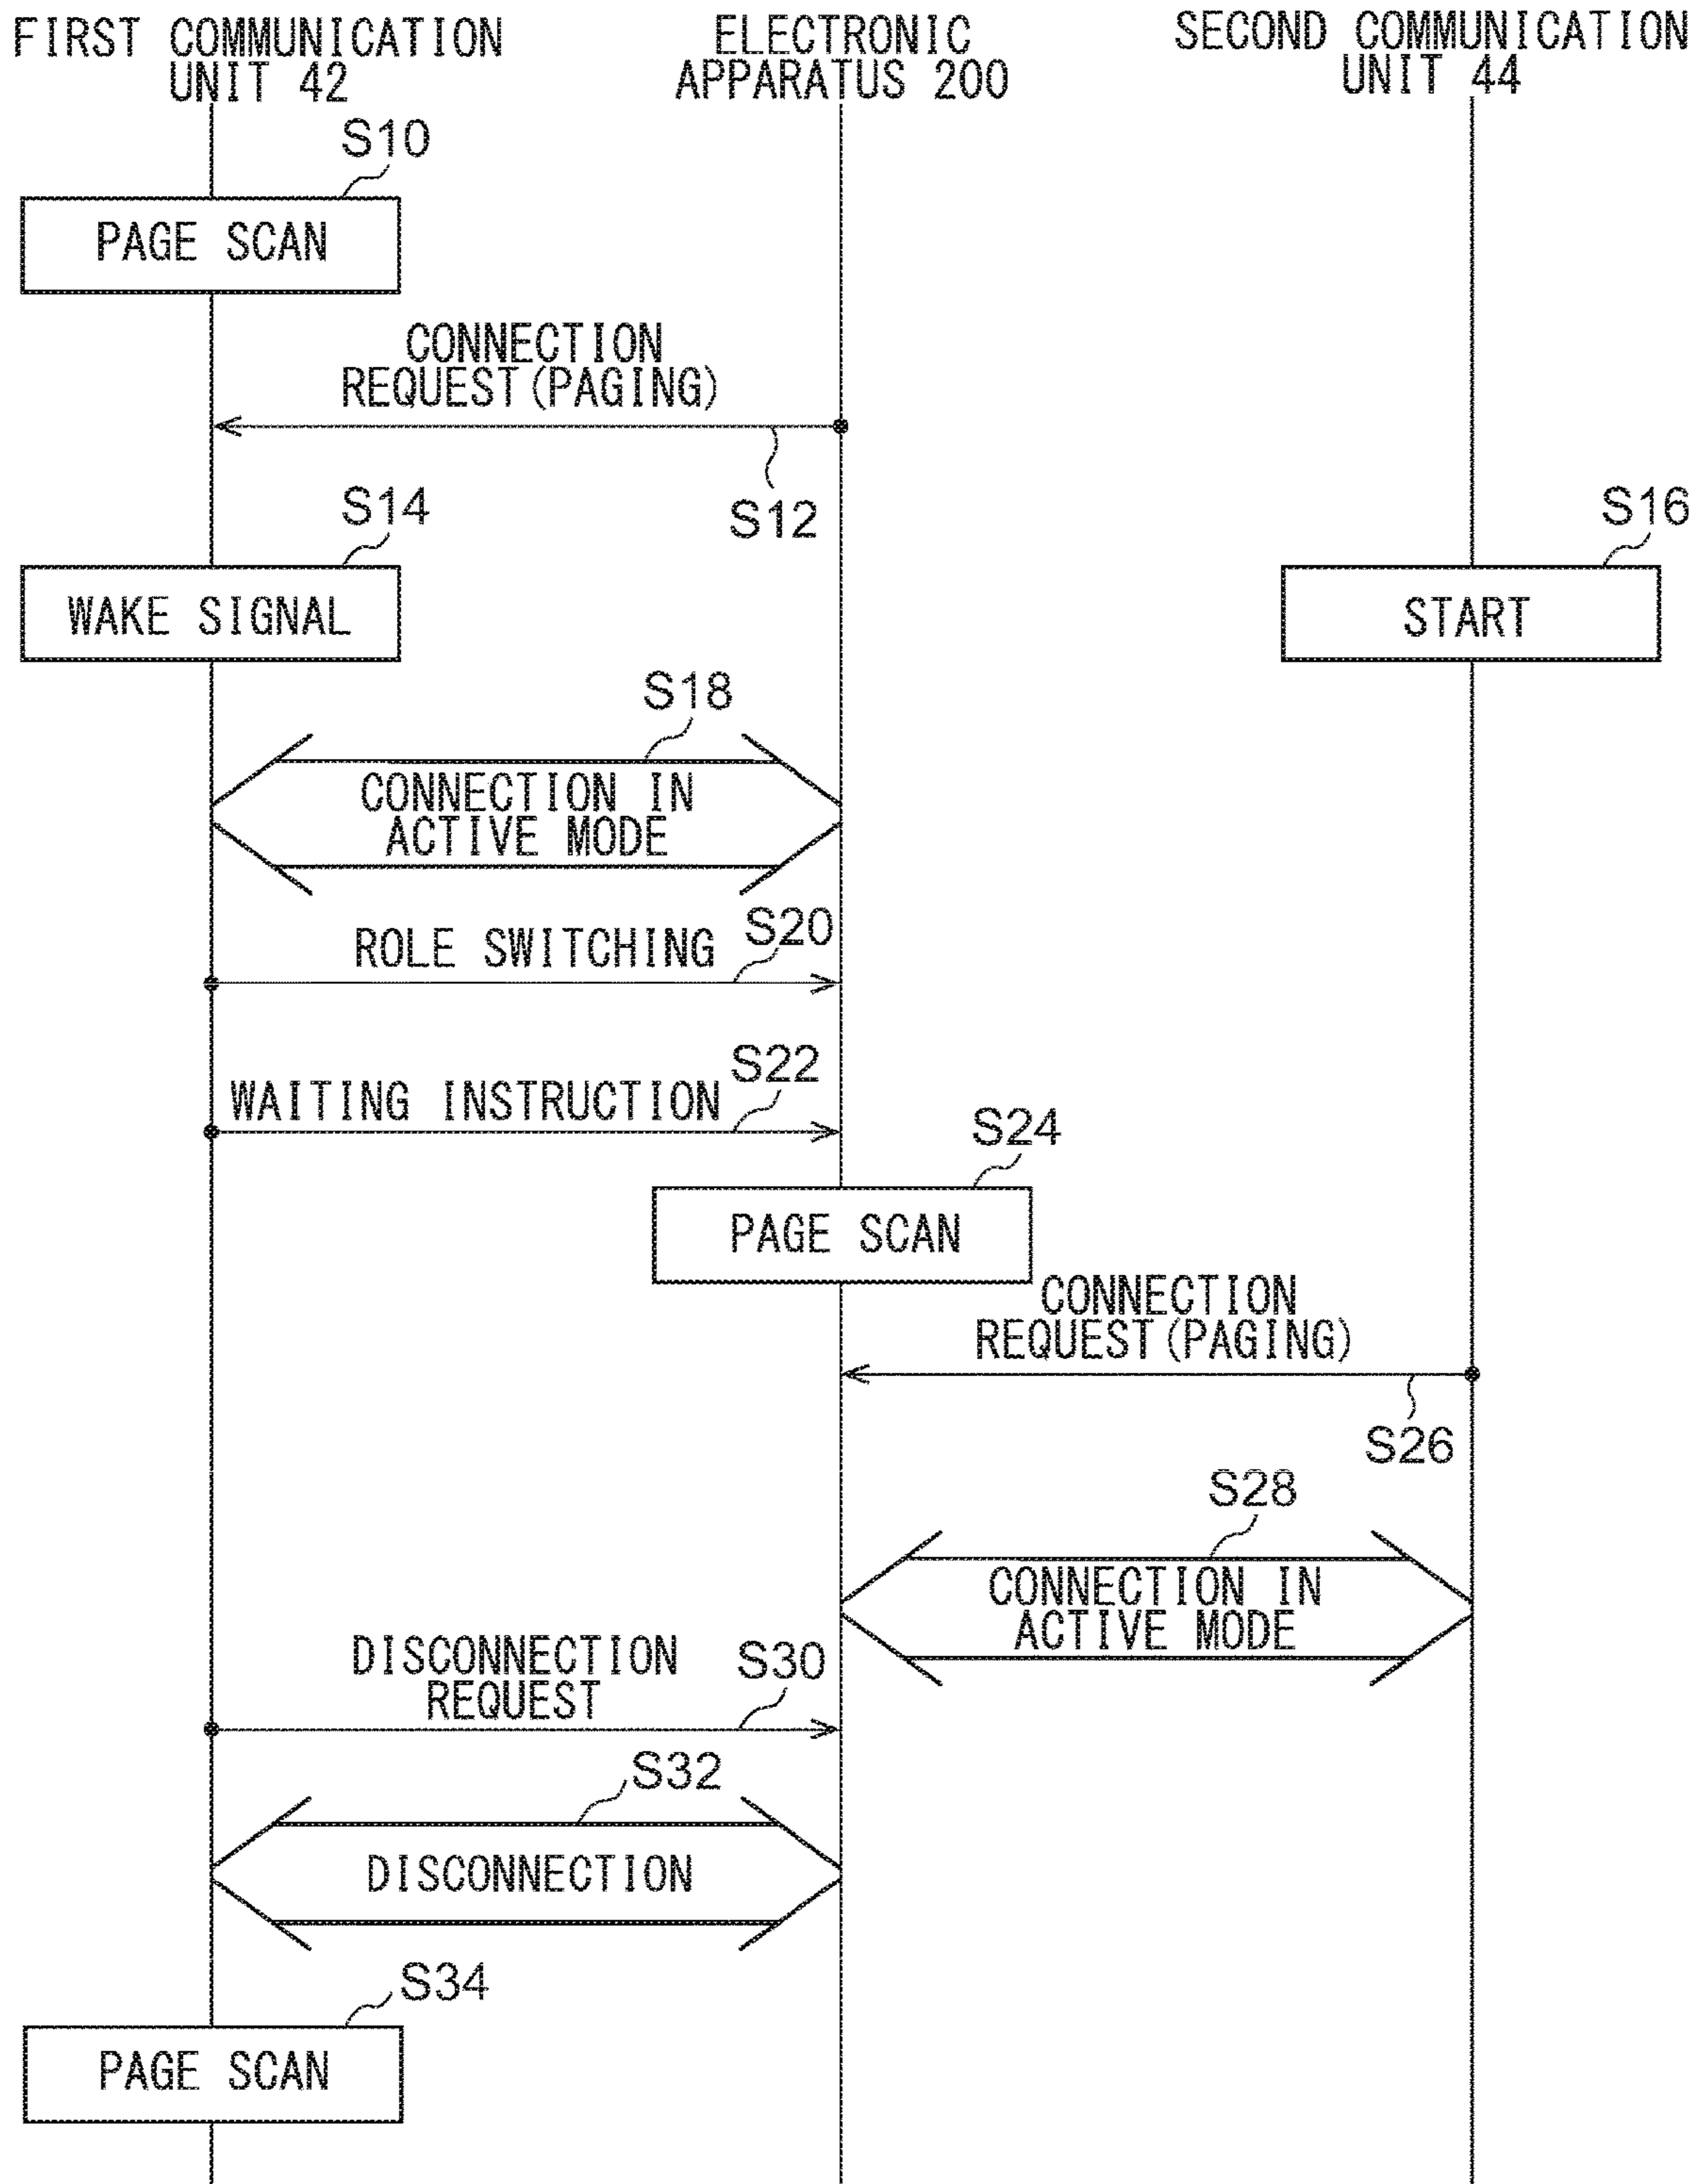 FIRST COMMUNICATION
UNIT 42
ELECTRONIC
APPARATUS 200
SECOND COMMUNICATION
UNIT 44
S10
PAGE SCAN
CONNECTION
REQUEST(PAGING)
S12
S14
WAKE SIGNAL
S16
START
S18
CONNECTION IN
ACTIVE MODE
ROLE SWITCHING
S20
WAITING INSTRUCTION
S22
S24
PAGE SCAN
CONNECTION
REQUEST(PAGING)
S26
S28
CONNECTION IN
ACTIVE MODE
DISCONNECTION
REQUEST
S30
S32
DISCONNECTION
S34
PAGE SCAN